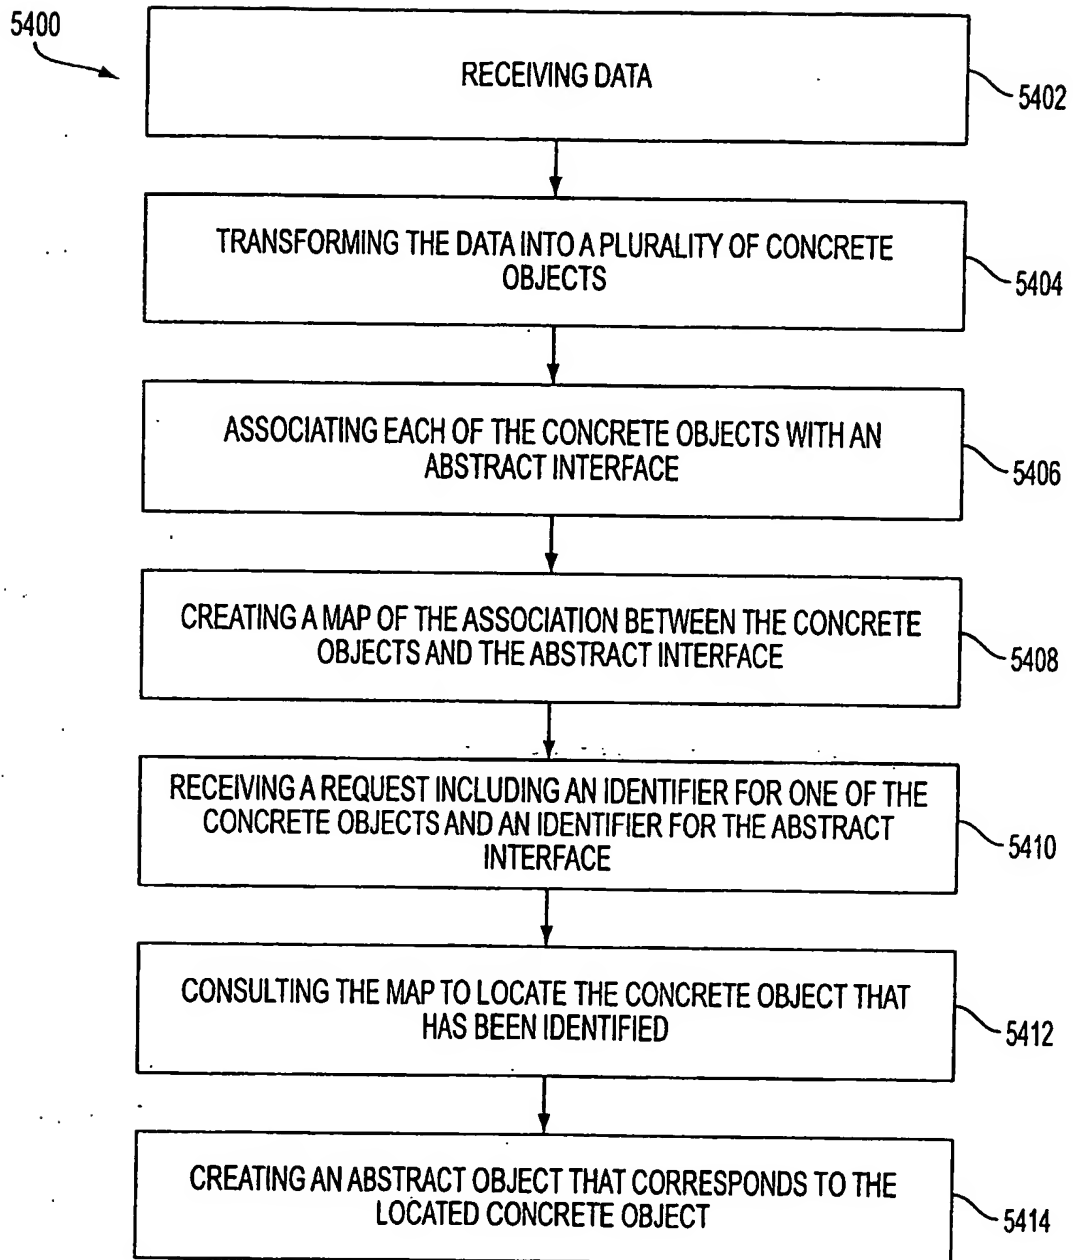 5400
RECEIVING DATA
5402
TRANSFORMING THE DATA INTO A PLURALITY OF CONCRETE
OBJECTS
5404
ASSOCIATING EACH OF THE CONCRETE OBJECTS WITH AN
ABSTRACT INTERFACE
5406
CREATING A MAP OF THE ASSOCIATION BETWEEN THE CONCRETE
OBJECTS AND THE ABSTRACT INTERFACE
5408
RECEIVING A REQUEST INCLUDING AN IDENTIFIER FOR ONE OF THE
CONCRETE OBJECTS AND AN IDENTIFIER FOR THE ABSTRACT
INTERFACE
5410
CONSULTING THE MAP TO LOCATE THE CONCRETE OBJECT THAT
HAS BEEN IDENTIFIED
5412
CREATING AN ABSTRACT OBJECT THAT CORRESPONDS TO THE
LOCATED CONCRETE OBJECT
5414